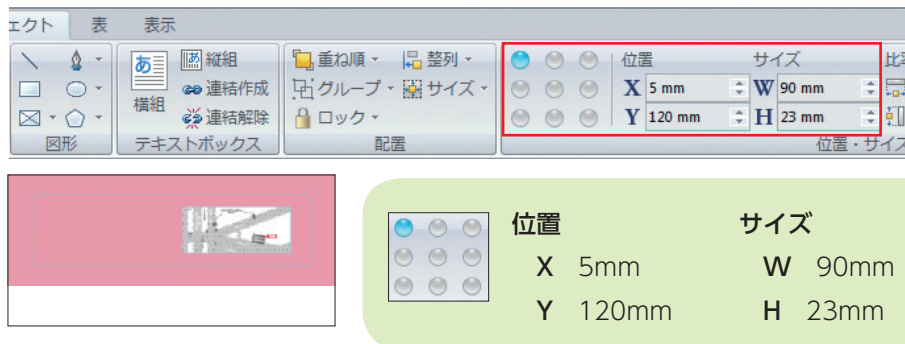 ェクト 表 表示
あ 横組
あ 縦組
連結作成
連結解除
重ね順 整列
グループ サイズ
ロック
位置 サイズ
X 5 mm W 90 mm
Y 120 mm H 23 mm
比
図形 テキストボックス 配置 位置・サイズ
位置 サイズ
X 5mm W 90mm
Y 120mm H 23mm